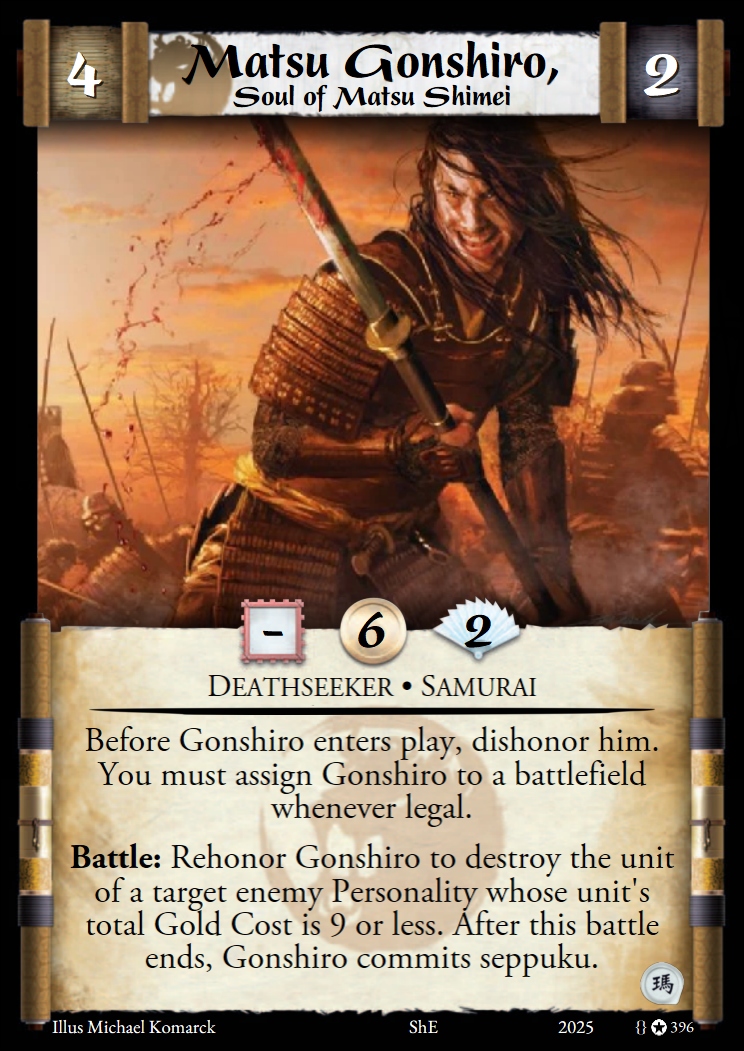 4
Matsu Gonshiro,
2
Soul of Matsu Shimei
- 6 2
Deathseeker • Samurai
Before Gonshiro enters play, dishonor him.
You must assign Gonshiro to a battlefield
whenever legal.
Battle: Rehonor Gonshiro to destroy the unit
of a target enemy Personality whose unit's
total Gold Cost is 9 or less. After this battle
ends, Gonshiro commits seppuku.
瑪
Illus Michael Komarck ShE 2025 {} ✪ 396